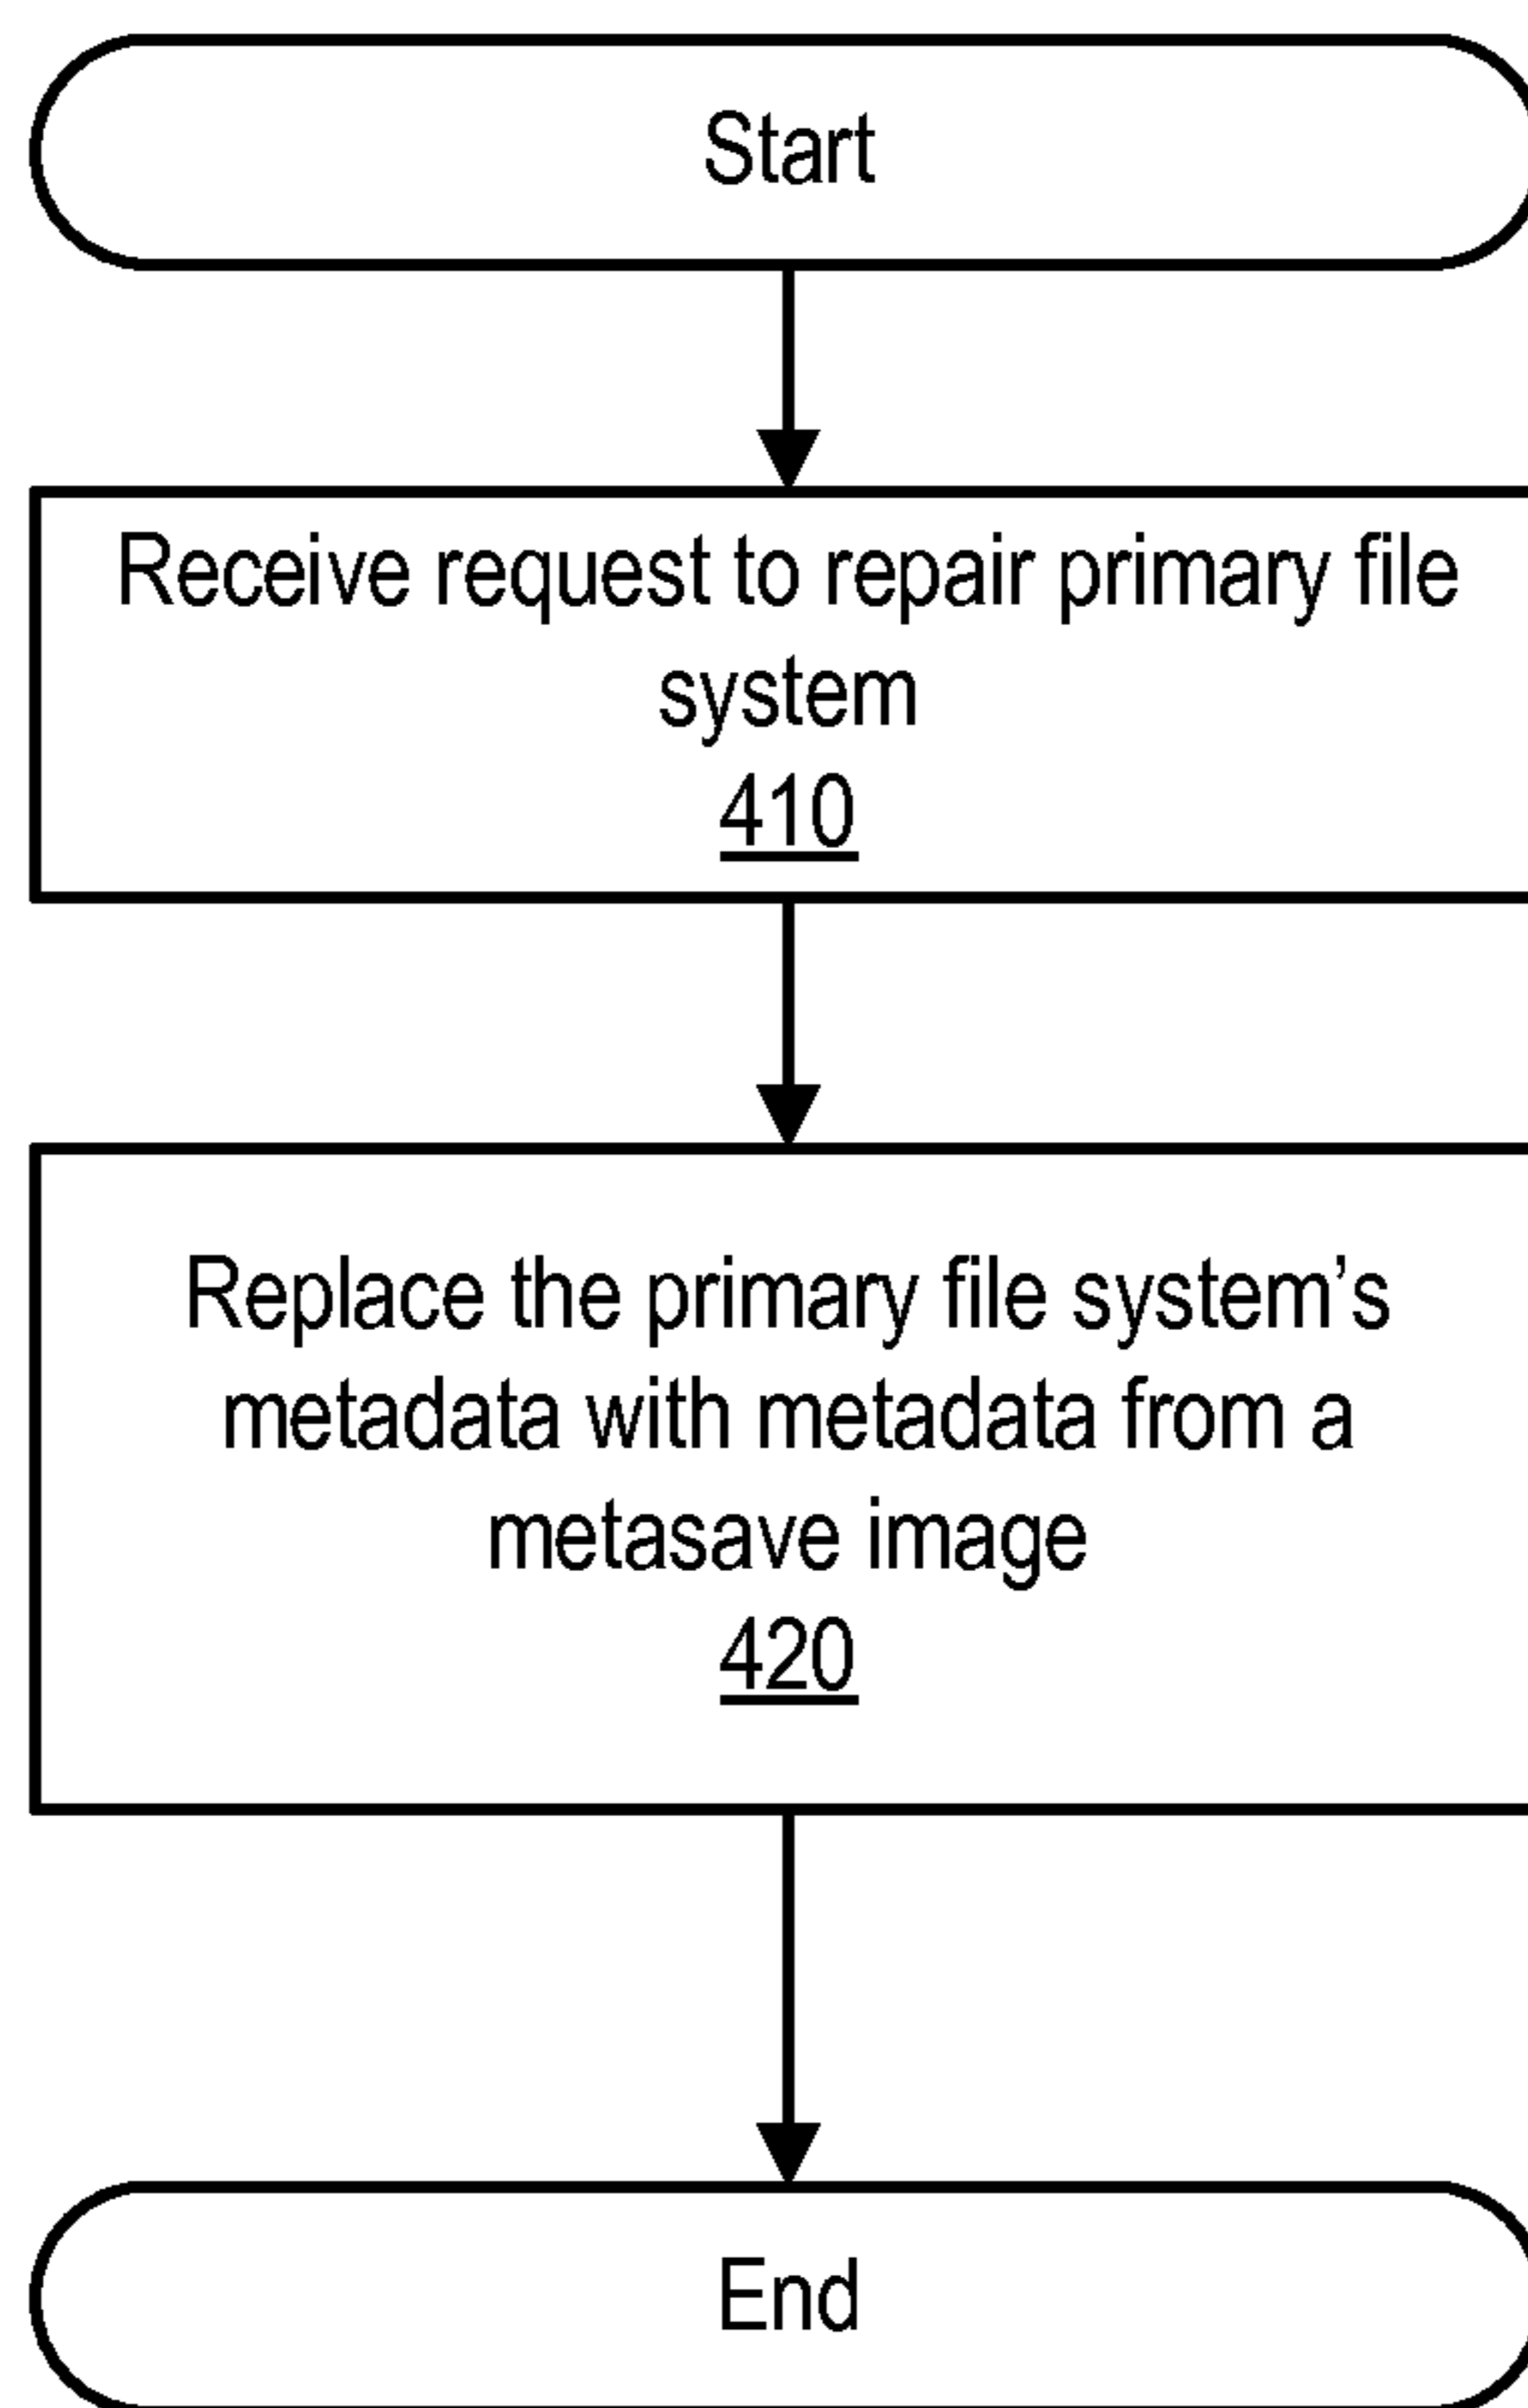 Start
Receive request to repair primary file
system
410
Replace the primary file system’s
metadata with metadata from a
metasave image
420
End